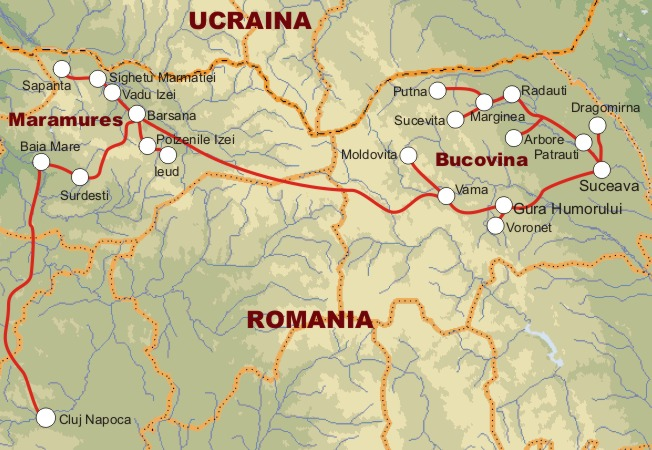 UCRAINA
Sapanta
Sighetu Marmatiei
Vadu Izei
Maramures
Barsana
Baia Mare
Poizenile Izei
Ieud
Surdesti
Putna
Radauti
Dragomirna
Sucevita
Marginea
Arbore
Patrauti
Moldovita
Bucovina
Suceava
Vama
Gura Humorului
Voronet
ROMANIA
Cluj Napoca